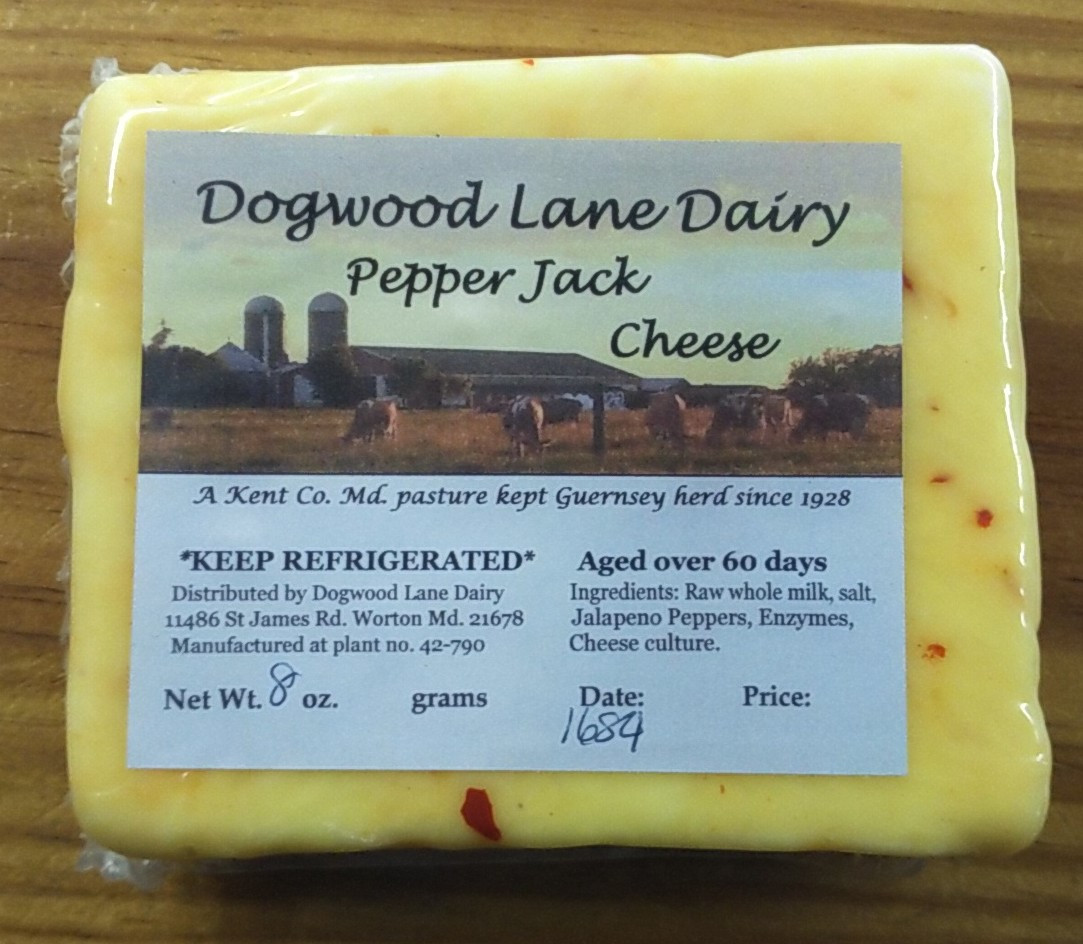 Dogwood Lane Dairy
Pepper Jack
Cheese
A Kent Co. Md. pasture kept Guernsey herd since 1928
*KEEP REFRIGERATED*
Distributed by Dogwood Lane Dairy
11486 St James Rd. Worton Md. 21678
Manufactured at plant no. 42-790
Aged over 60 days
Ingredients: Raw whole milk, salt,
Jalapeno Peppers, Enzymes,
Cheese culture.
Net Wt. 8 oz. grams Date: Price:
1684